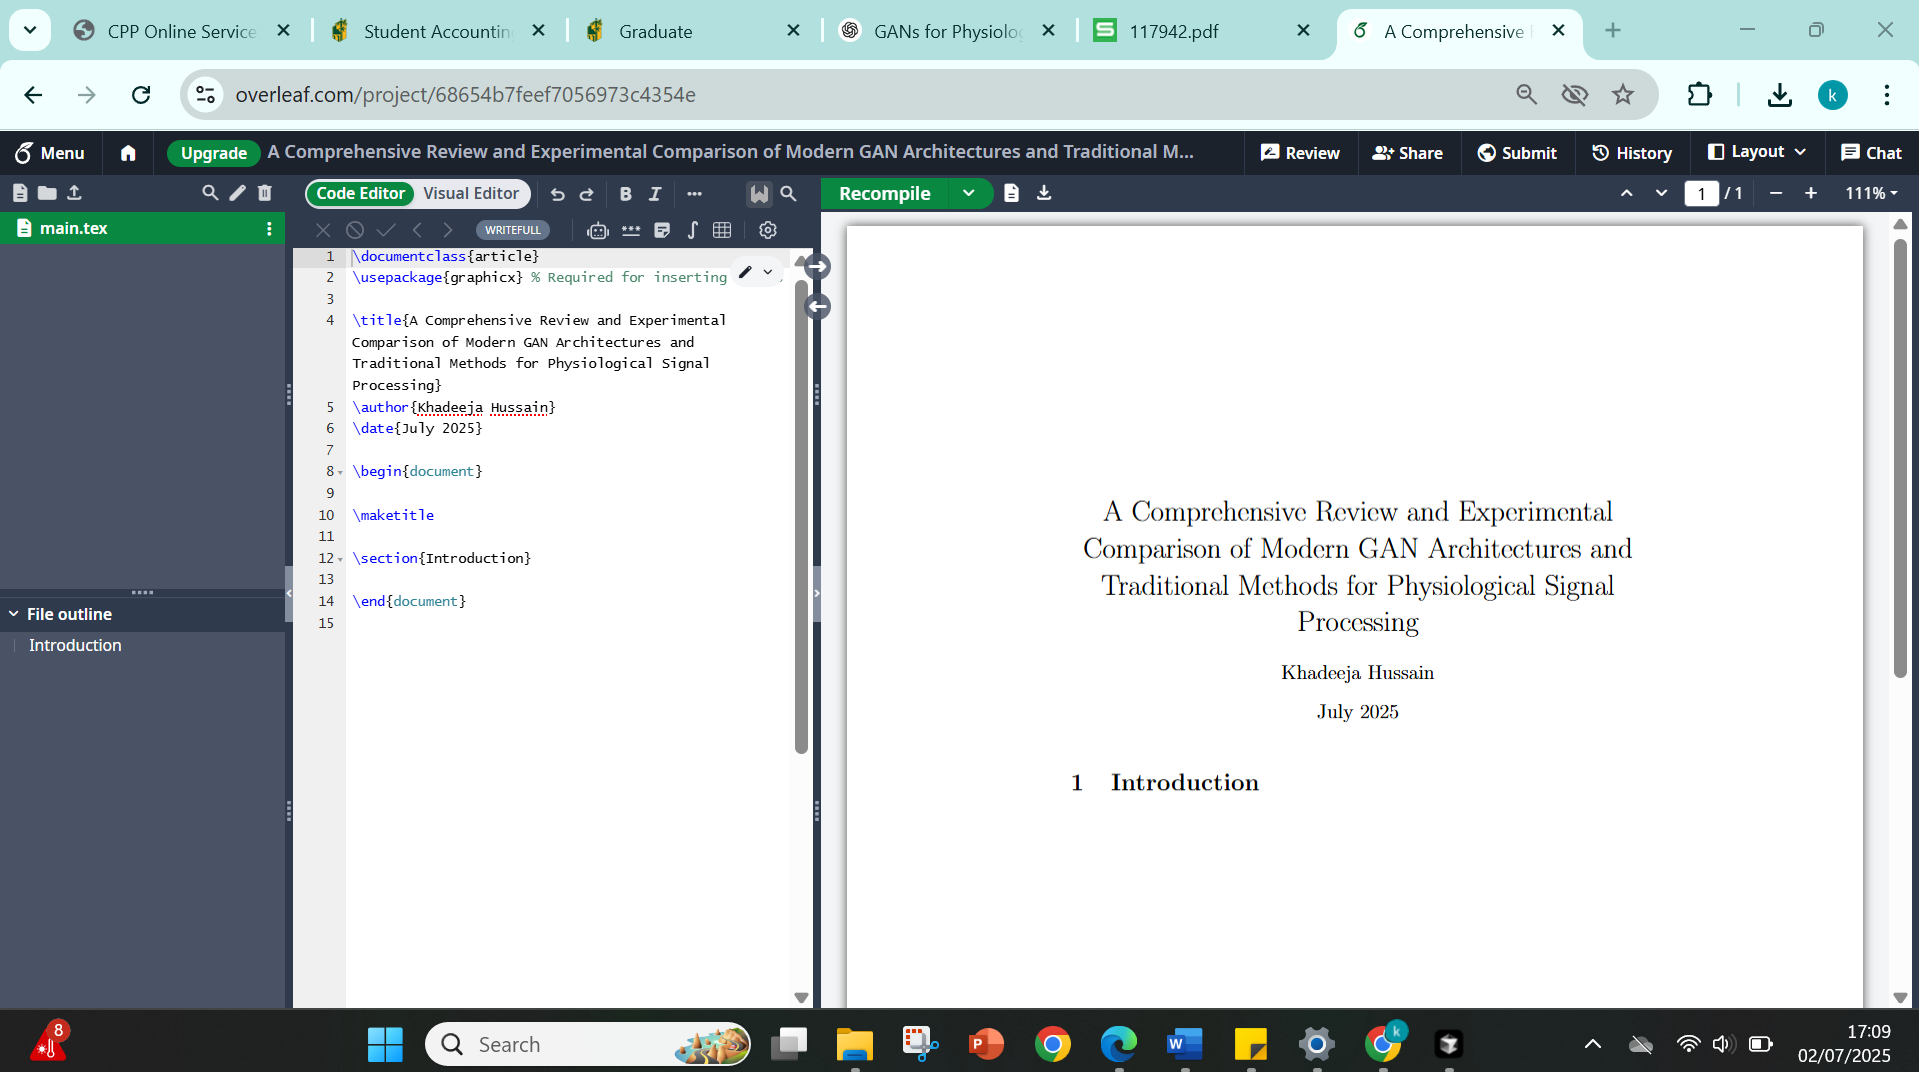 CPP Online Service
Student Accountin
Graduate
GANs for Physiolog
117942.pdf
A Comprehensive
overleaf.com/project/68654b7feef7056973c4354e
k
Menu
Upgrade
A Comprehensive Review and Experimental Comparison of Modern GAN Architectures and Traditional M...
Review
Share
Submit
History
Layout
Chat
Code Editor
Visual Editor
B
I
Recompile
1 / 1
111%
main.tex
WRITEFULL
1 \documentclass{article}
2 \usepackage{graphicx} % Required for inserting
3
4 \title{A Comprehensive Review and Experimental
Comparison of Modern GAN Architectures and
Traditional Methods for Physiological Signal
Processing}
5 \author{Khadeeja Hussain}
6 \date{July 2025}
7
8 \begin{document}
9
10 \maketitle
11
12 \section{Introduction}
13
14 \end{document}
15
File outline
Introduction
A Comprehensive Review and Experimental
Comparison of Modern GAN Architectures and
Traditional Methods for Physiological Signal
Processing
Khadeeja Hussain
July 2025
1 Introduction
8
Search
P
W
k
17:09
02/07/2025